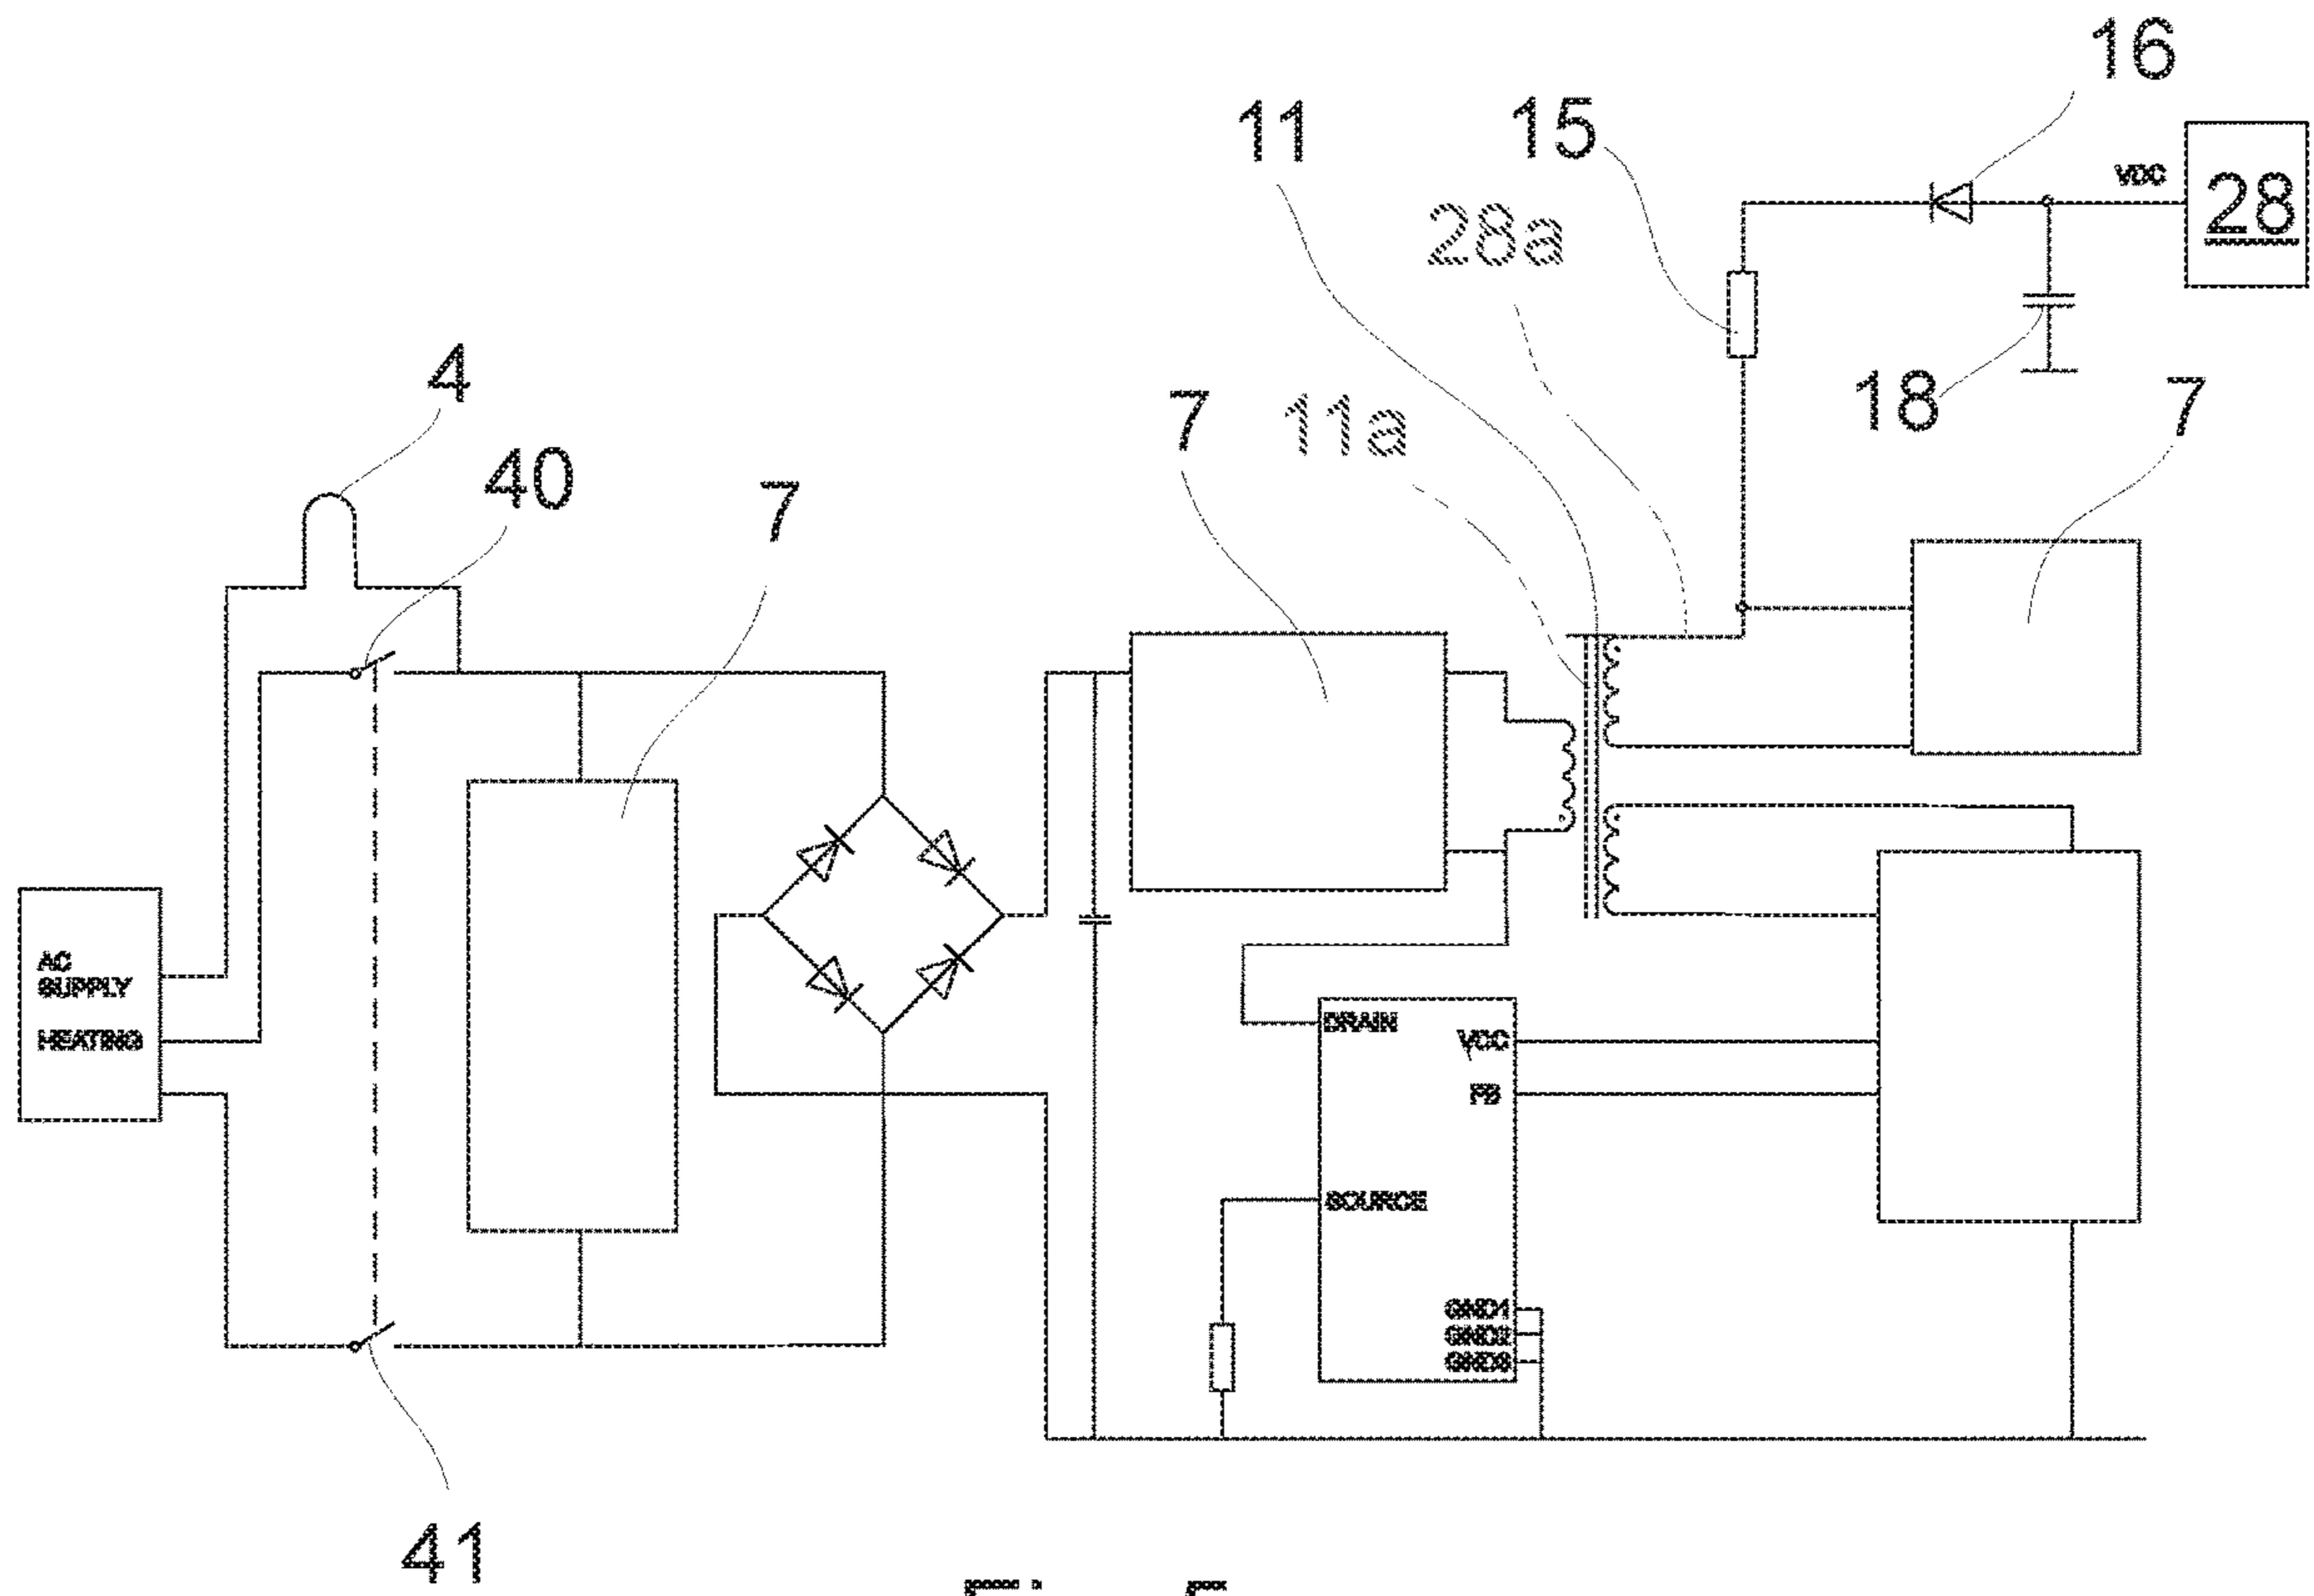 16
11
15
VDC
28
28a
4
18
7
7
11a
40
7
AC
SUPPLY
HEATING
DRAIN
VCC
FB
SOURCE
GND1
GND2
GND3
41